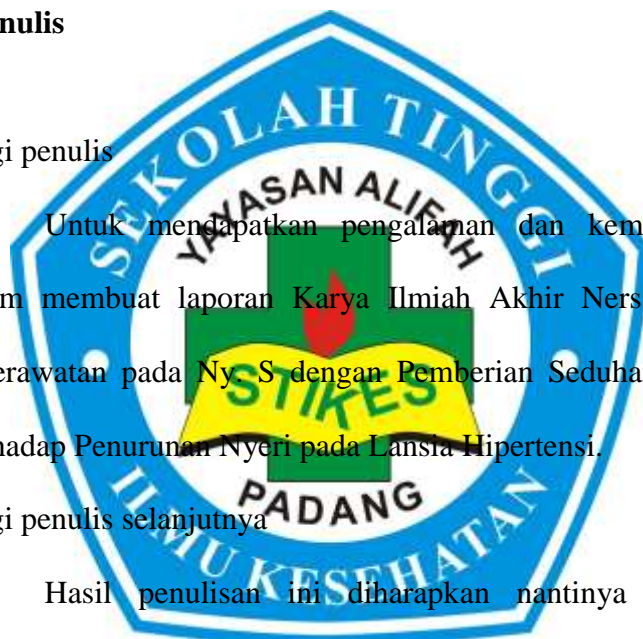 nulis
gi penulis
Untuk mendapatkan pengalaman dan kem
m membuat laporan Karya Ilmiah Akhir Ners
erawatan pada Ny. S dengan Pemberian Seduha
hadap Penurunan Nyeri pada Lansia Hipertensi.
gi penulis selanjutnya
Hasil penulisan ini diharapkan nantinya
SEKOLAH TINGGI
YAYASAN ALIFAH
STIKES
PADANG
ILMU KESEHATAN